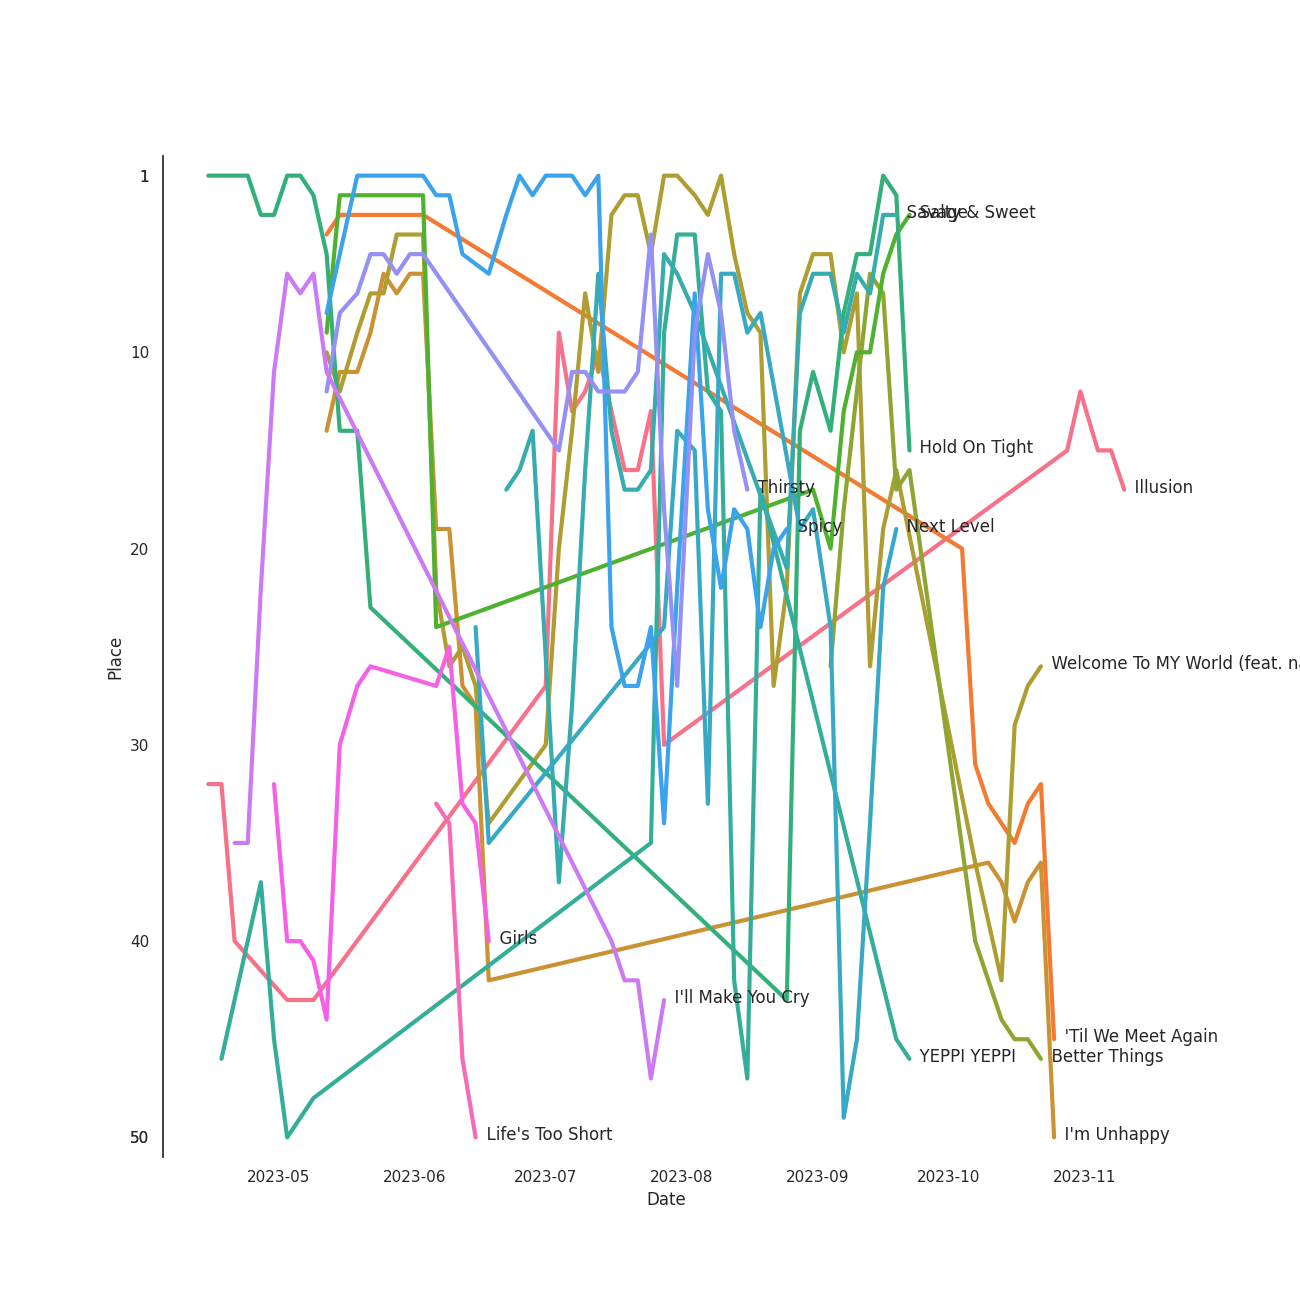 1
10
20
30
40
50
Place
2023-05
2023-06
2023-07
2023-08
2023-09
2023-10
2023-11
Date
Savage
Salty & Sweet
Hold On Tight
Thirsty
Illusion
Spicy
Next Level
Welcome To MY World (feat. n
Girls
I'll Make You Cry
'Til We Meet Again
YEPPI YEPPI
Better Things
Life's Too Short
I'm Unhappy